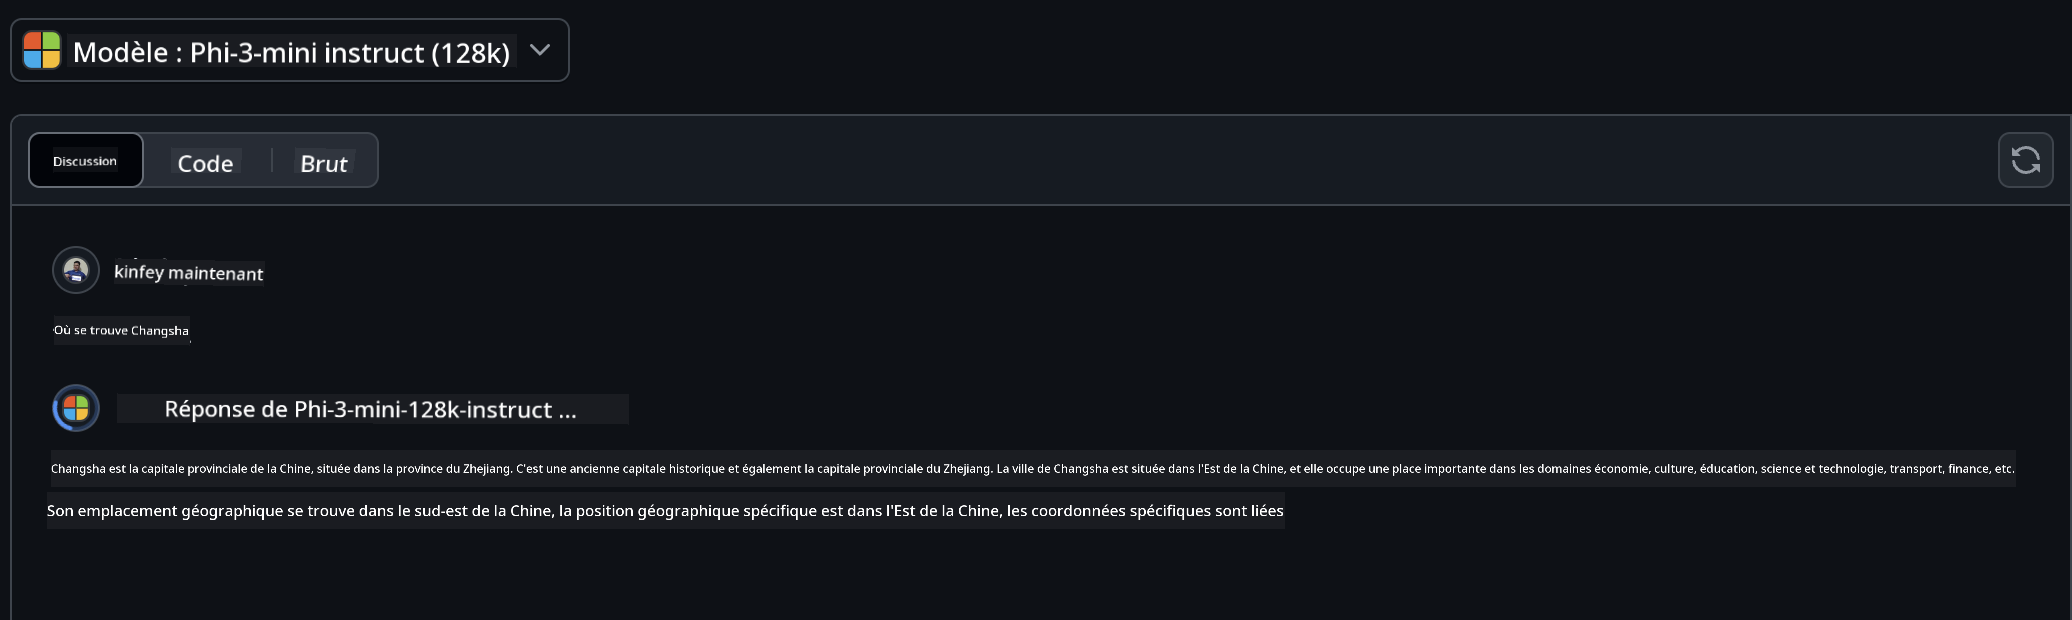 Modèle : Phi-3-mini instruct (128k)
Discussion
Code
Brut
kinfey maintenant
Où se trouve Changsha
Réponse de Phi-3-mini-128k-instruct ...
Changsha est la capitale provinciale de la Chine, située dans la province du Zhejiang. C'est une ancienne capitale historique et également la capitale provinciale du Zhejiang. La ville de Changsha est située dans l'Est de la Chine, et elle occupe une place importante dans les domaines économie, culture, éducation, science et technologie, transport, finance, etc.
Son emplacement géographique se trouve dans le sud-est de la Chine, la position géographique spécifique est dans l'Est de la Chine, les coordonnées spécifiques sont liées